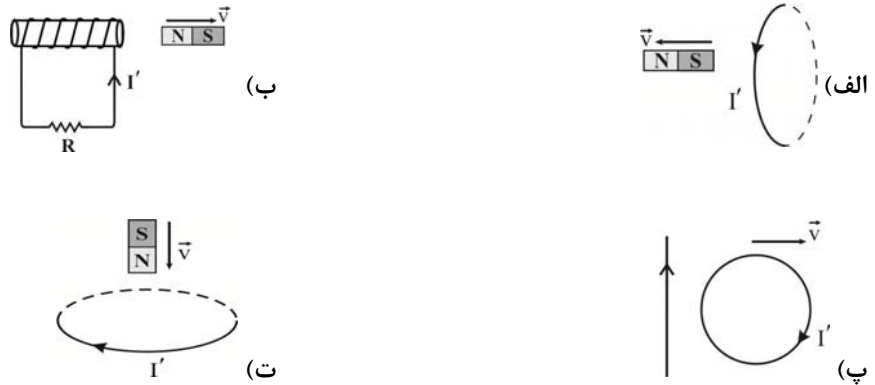 الف) v⃗ N S I′
ب) v⃗ N S I′ R
پ) v⃗ I′
ت) S N v⃗ I′